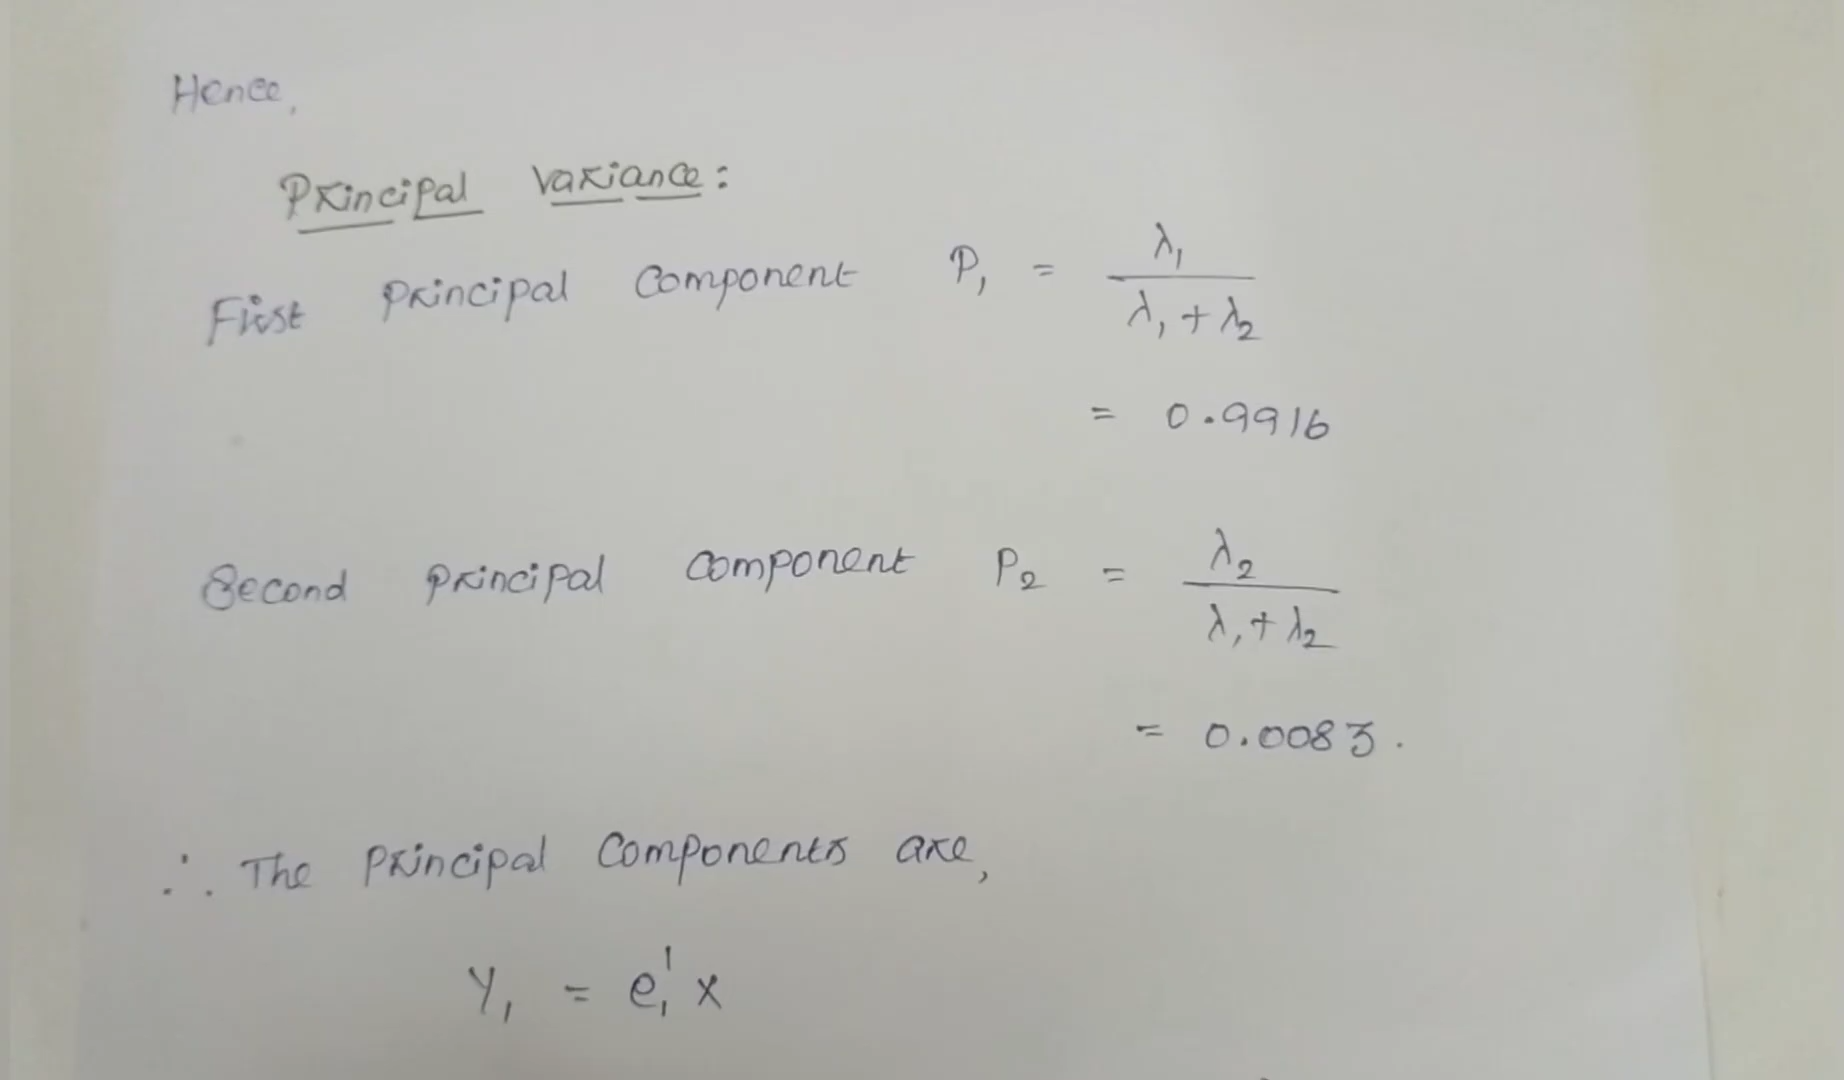 Hence,
Principal Variance:
First Principal Component P₁ = λ₁ / (λ₁ + λ₂)
= 0.9916
Second Principal Component P₂ = λ₂ / (λ₁ + λ₂)
= 0.0083.
∴ The Principal Components are,
Y₁ = e₁' x